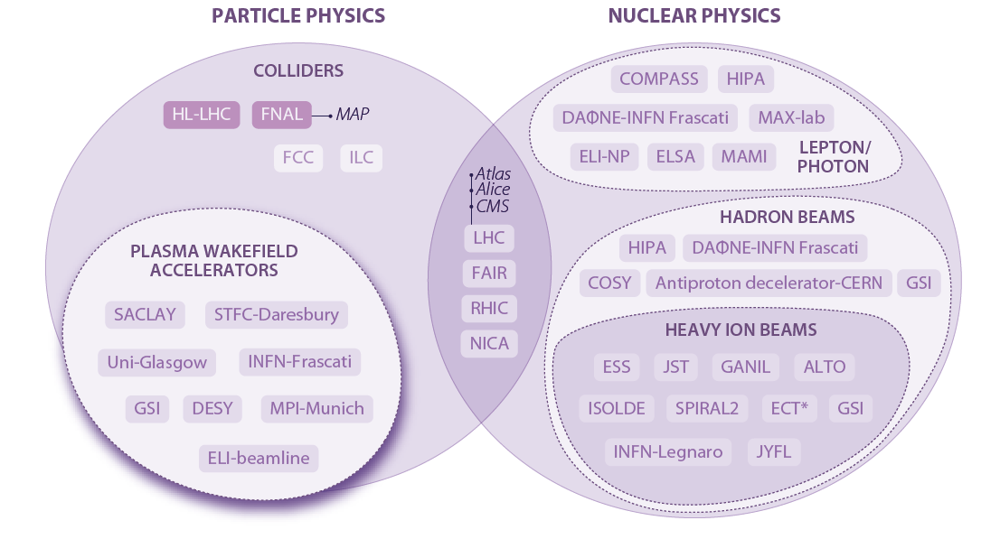 PARTICLE PHYSICS
NUCLEAR PHYSICS
COLLIDERS
HL-LHC
FNAL
MAP
FCC
ILC
PLASMA WAKEFIELD
ACCELERATORS
SACLAY
STFC-Daresbury
Uni-Glasgow
INFN-Frascati
GSI
DESY
MPI-Munich
ELI-beamline
Atlas
Alice
CMS
LHC
FAIR
RHIC
NICA
COMPASS
HIPA
DAΦNE-INFN Frascati
MAX-lab
ELI-NP
ELSA
MAMI
LEPTON/
PHOTON
HADRON BEAMS
HIPA
DAΦNE-INFN Frascati
COSY
Antiproton decelerator-CERN
GSI
HEAVY ION BEAMS
ESS
JST
GANIL
ALTO
ISOLDE
SPIRAL2
ECT*
GSI
INFN-Legnaro
JYFL